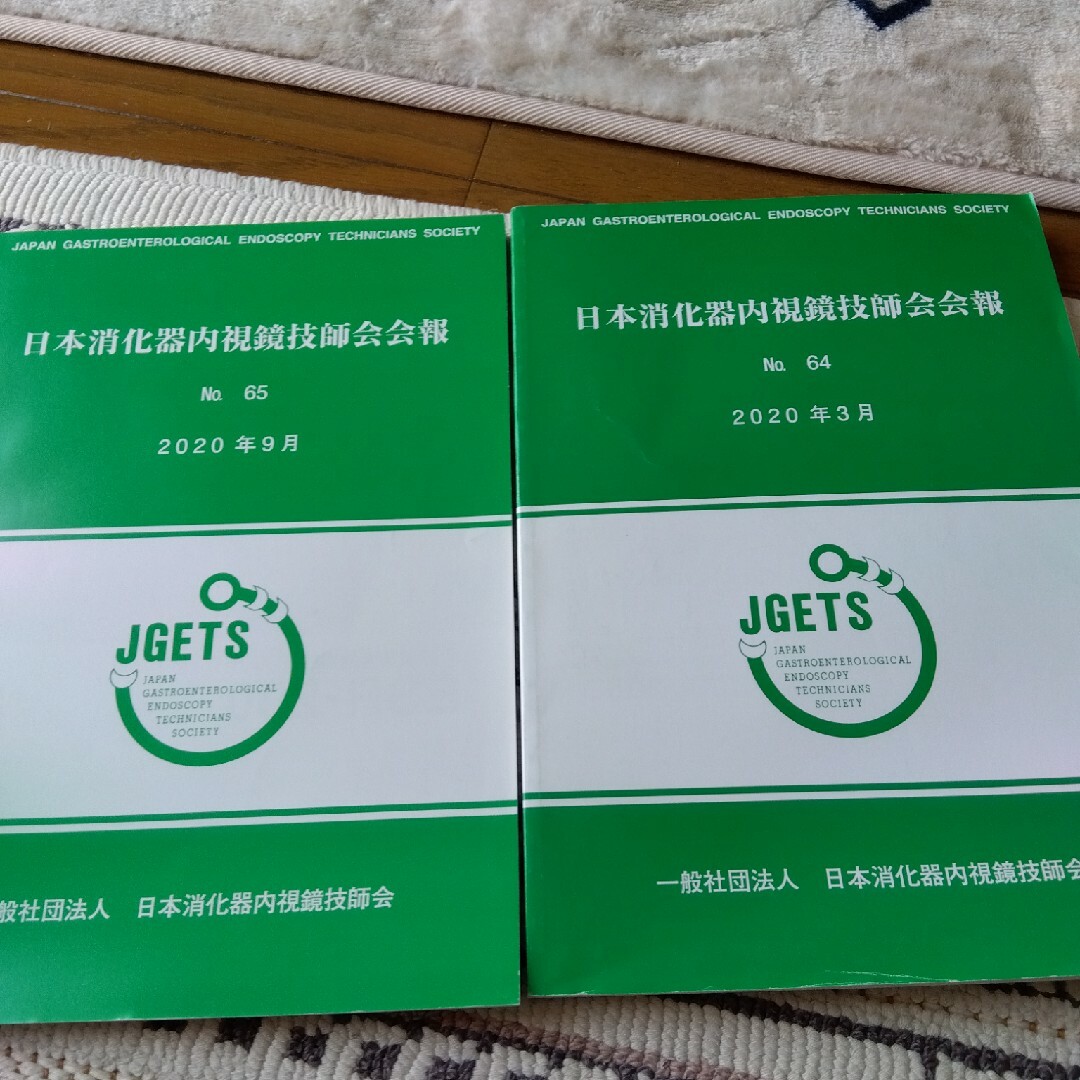 JAPAN GASTROENTEROLOGICAL ENDOSCOPY TECHNICIANS SOCIETY
日本消化器内視鏡技師会会報
No. 65
2020 年 9 月
JGETS
JAPAN
GASTROENTEROLOGICAL
ENDOSCOPY
TECHNICIANS
SOCIETY
般社団法人 日本消化器内視鏡技師会
JAPAN GASTROENTEROLOGICAL ENDOSCOPY TECHNICIANS SOCIETY
日本消化器内視鏡技師会会報
No. 64
2020 年 3 月
JGETS
JAPAN
GASTROENTEROLOGICAL
ENDOSCOPY
TECHNICIANS
SOCIETY
一般社団法人 日本消化器内視鏡技師会